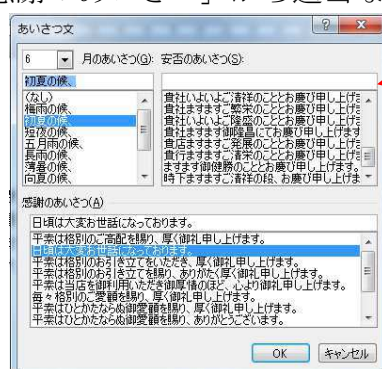 あいさつ文
6 月のあいさつ(G): 安否のあいさつ(S):
初夏の候、
(なし)
梅雨の候、
初夏の候、
短夜の候、
五月雨の候、
長雨の候、
薄暑の候、
向夏の候、
貴社いよいよご清祥のこととお慶び申し上げま
貴社ますますご繁栄のこととお慶び申し上げま
貴社いよいよご隆盛のこととお慶び申し上げま
貴社ますます御隆昌にてお慶び申し上げます
貴店ますますご発展のこととお慶び申し上げま
貴行ますますご清栄のこととお慶び申し上げま
ますます御健勝のこととお慶び申し上げます。
時下ますますご清祥の段、お慶び申し上げま
感謝のあいさつ(A)
日頃は大変お世話になっております。
平素は格別のご高配を賜り、厚く御礼申し上げます。
日頃は大変お世話になっております。
平素は格別のお引き立てをいただき、厚く御礼申し上げます。
平素は格別のお引き立てを賜り、ありがたく厚く御礼申し上げます。
平素は当店を御利用いただき御厚情のほど、心より御礼申し上げます。
毎々格別のご愛顧を賜り、厚く御礼申し上げます。
平素はひとかたならぬ御愛顧を賜り、厚く御礼申し上げます。
平素はひとかたならぬ御愛顧を賜り、ありがとうございます。
OK キャンセル